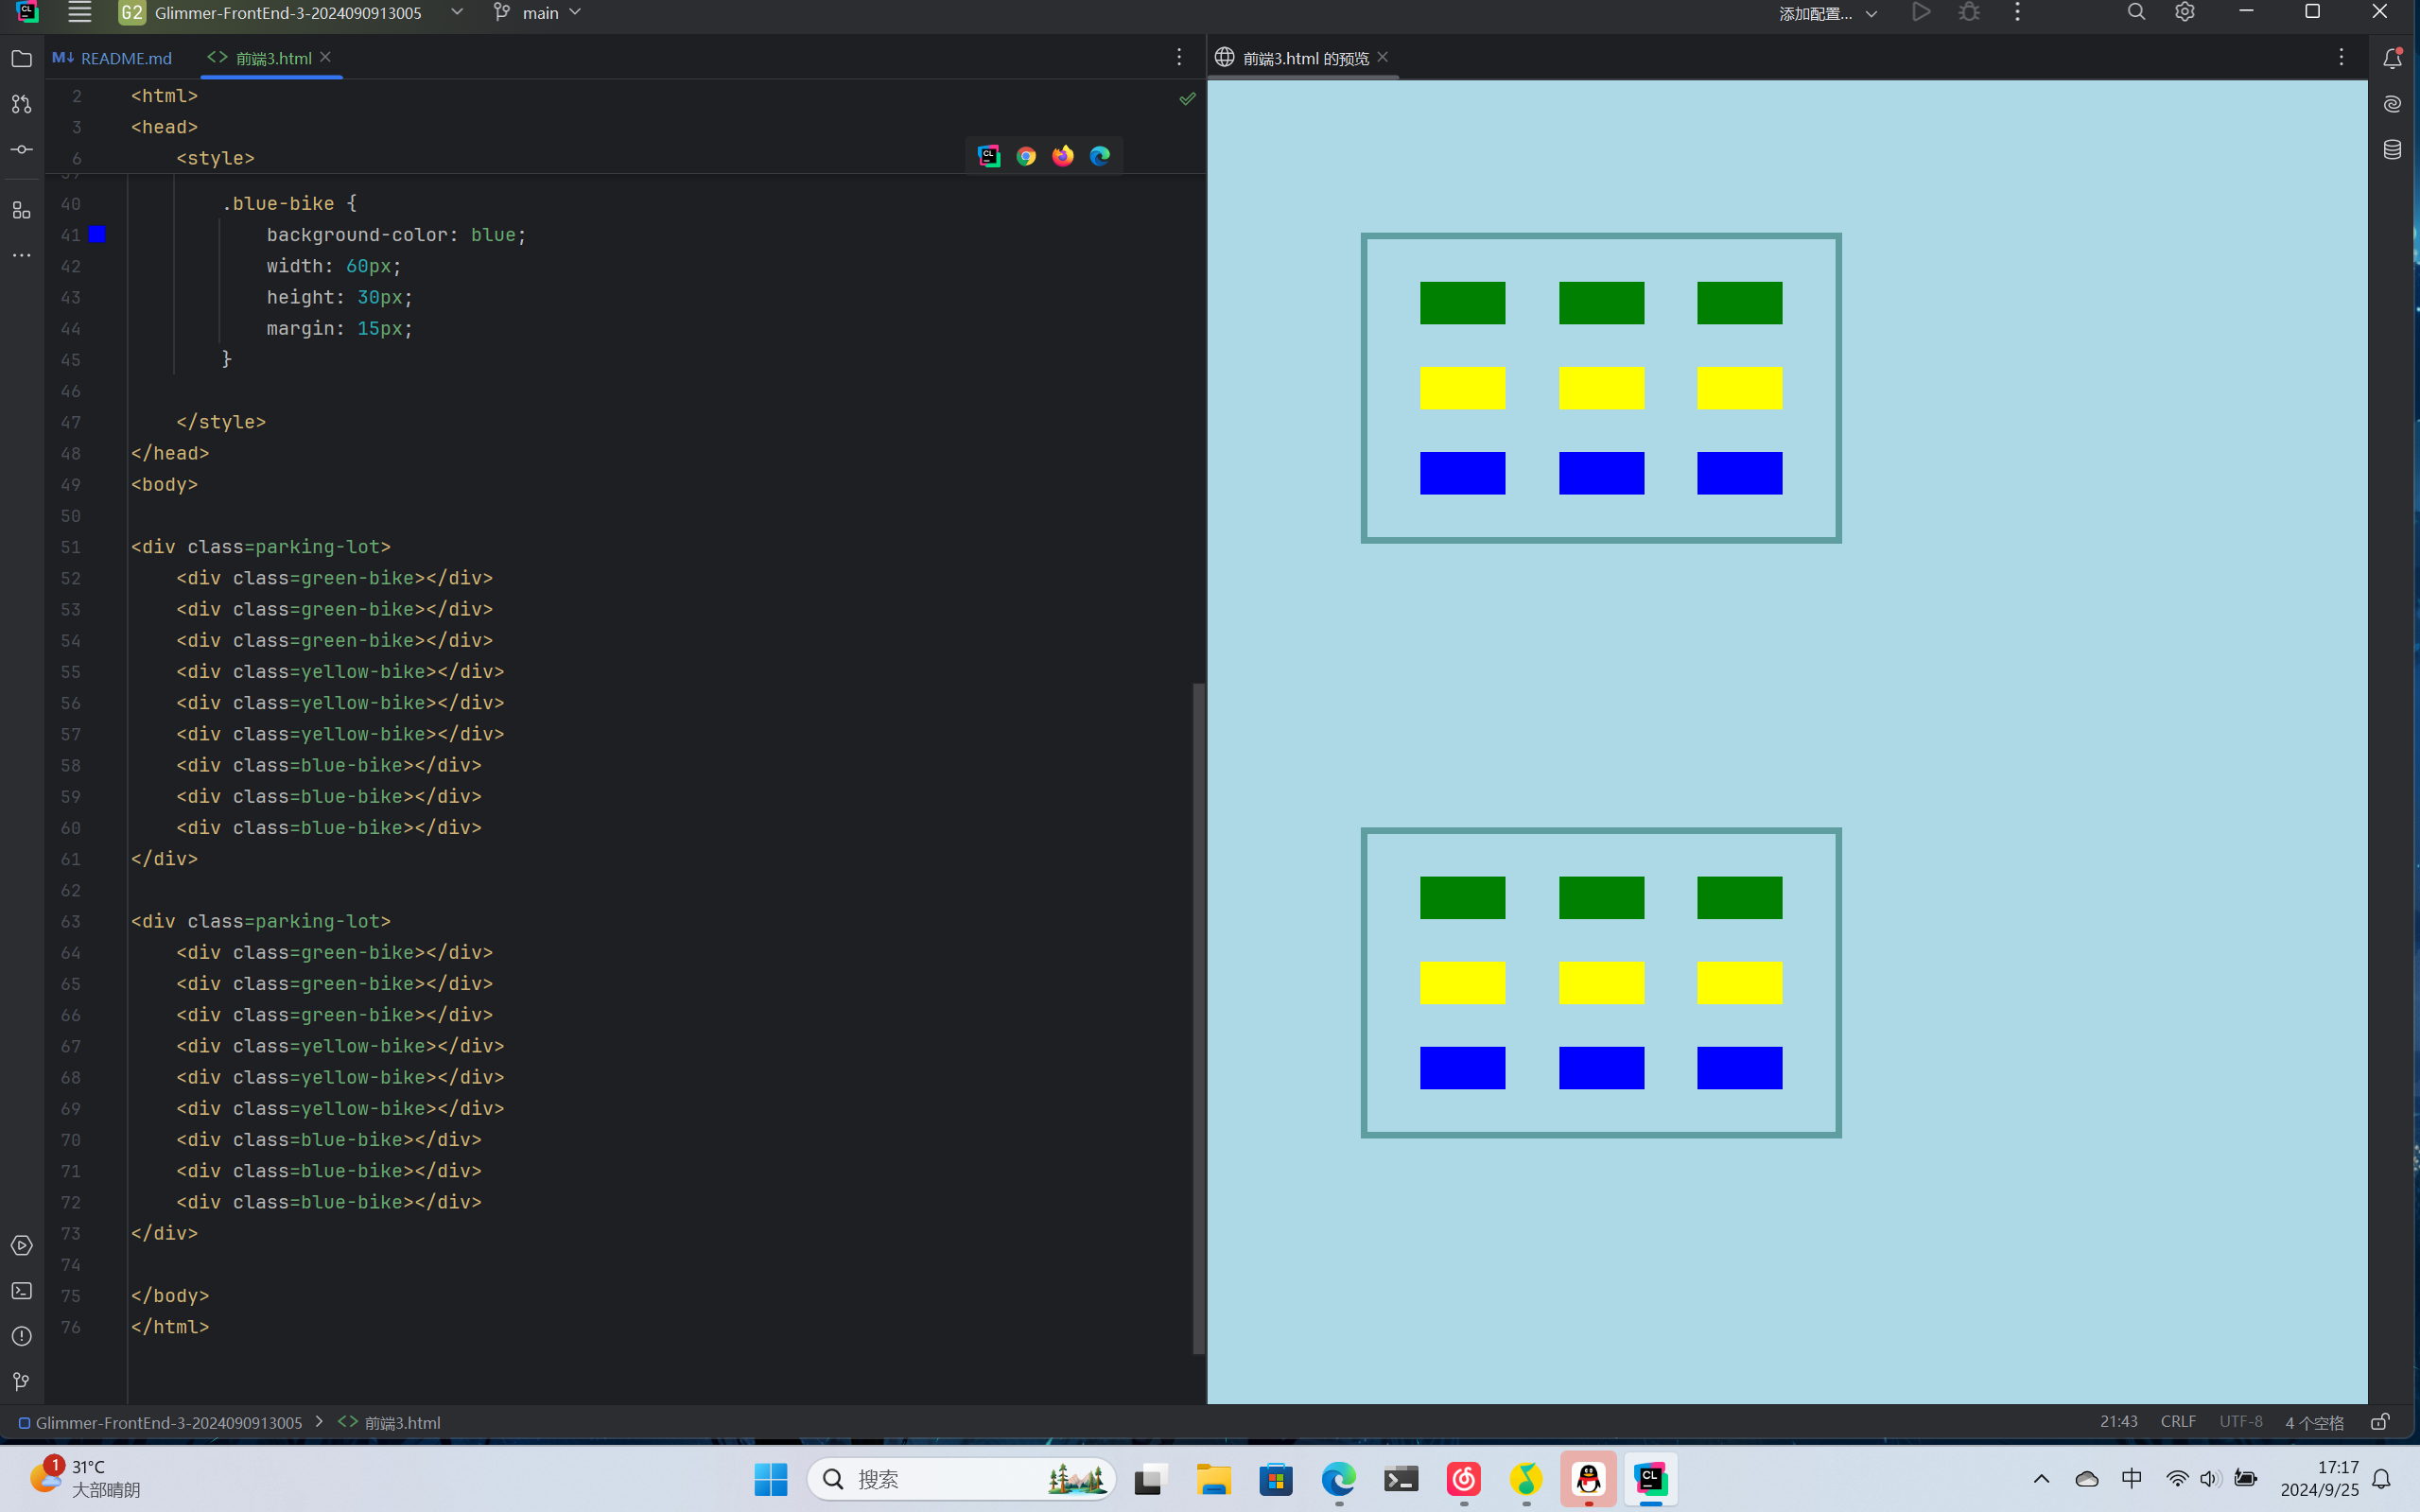 CL G2 Glimmer-FrontEnd-3-2024090913005 main 添加配置...
M↓ README.md <> 前端3.html
前端3.html 的预览
2 <html>
3 <head>
6 <style>
40 .blue-bike {
41 background-color: blue;
42 width: 60px;
43 height: 30px;
44 margin: 15px;
45 }
46
47 </style>
48 </head>
49 <body>
50
51 <div class=parking-lot>
52 <div class=green-bike></div>
53 <div class=green-bike></div>
54 <div class=green-bike></div>
55 <div class=yellow-bike></div>
56 <div class=yellow-bike></div>
57 <div class=yellow-bike></div>
58 <div class=blue-bike></div>
59 <div class=blue-bike></div>
60 <div class=blue-bike></div>
61 </div>
62
63 <div class=parking-lot>
64 <div class=green-bike></div>
65 <div class=green-bike></div>
66 <div class=green-bike></div>
67 <div class=yellow-bike></div>
68 <div class=yellow-bike></div>
69 <div class=yellow-bike></div>
70 <div class=blue-bike></div>
71 <div class=blue-bike></div>
72 <div class=blue-bike></div>
73 </div>
74
75 </body>
76 </html>
Glimmer-FrontEnd-3-2024090913005 > <> 前端3.html
21:43 CRLF UTF-8 4 个空格
1
31°C
大部晴朗
搜索
CL
中
17:17
2024/9/25